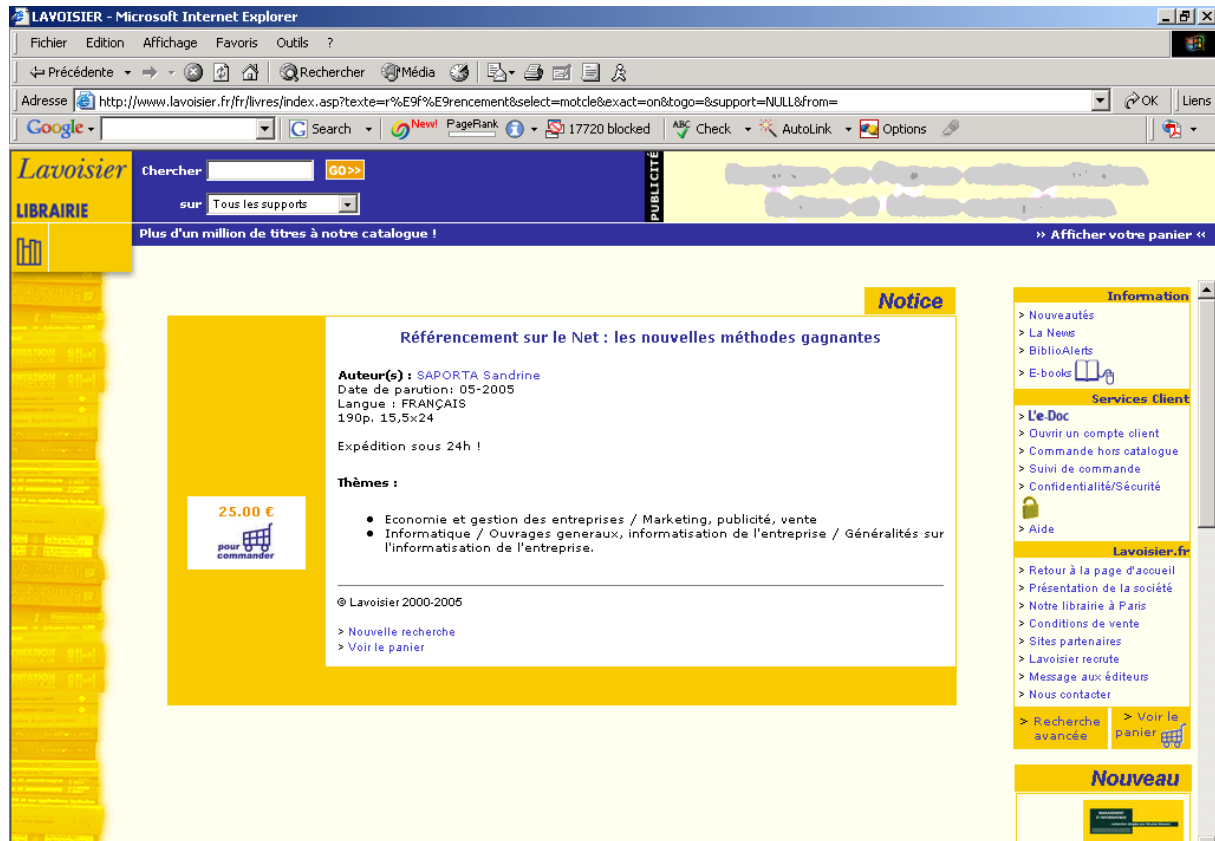 LAVOISIER - Microsoft Internet Explorer
Fichier Edition Affichage Favoris Outils ?
Précédente Rechercher Média
Adresse http://www.lavoisier.fr/fr/livres/index.asp?texte=r%E9f%E9rencement&select=motcle&exact=on&togo=&support=NULL&from= OK Liens
Google Search New! PageRank 17720 blocked ABC Check AutoLink Options
Lavoisier
LIBRAIRIE
Chercher GO>>
sur Tous les supports
PUBLICITÉ
Plus d'un million de titres à notre catalogue !
>> Afficher votre panier <<
Notice
Référencement sur le Net : les nouvelles méthodes gagnantes
Auteur(s) : SAPORTA Sandrine
Date de parution: 05-2005
Langue : FRANÇAIS
190p. 15,5x24
Expédition sous 24h !
Thèmes :
25.00 €
pour
commander
● Economie et gestion des entreprises / Marketing, publicité, vente
● Informatique / Ouvrages generaux, informatisation de l'entreprise / Généralités sur
l'informatisation de l'entreprise.
© Lavoisier 2000-2005
> Nouvelle recherche
> Voir le panier
Information
> Nouveautés
> La News
> BiblioAlerts
> E-books
Services Client
> L'e-Doc
> Ouvrir un compte client
> Commande hors catalogue
> Suivi de commande
> Confidentialité/Sécurité
> Aide
Lavoisier.fr
> Retour à la page d'accueil
> Présentation de la société
> Notre librairie à Paris
> Conditions de vente
> Sites partenaires
> Lavoisier recrute
> Message aux éditeurs
> Nous contacter
> Recherche
avancée
> Voir le
panier
Nouveau